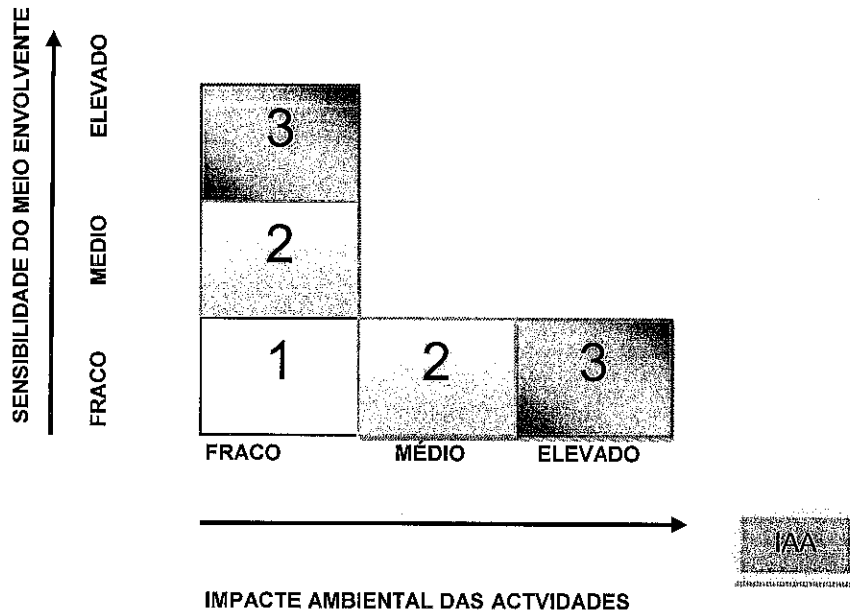 SENSIBILIDADE DO MEIO ENVOLVENTE
ELEVADO
MEDIO
FRACO
3
2
1
2
3
FRACO
MÉDIO
ELEVADO
IAA
IMPACTE AMBIENTAL DAS ACTVIDADES